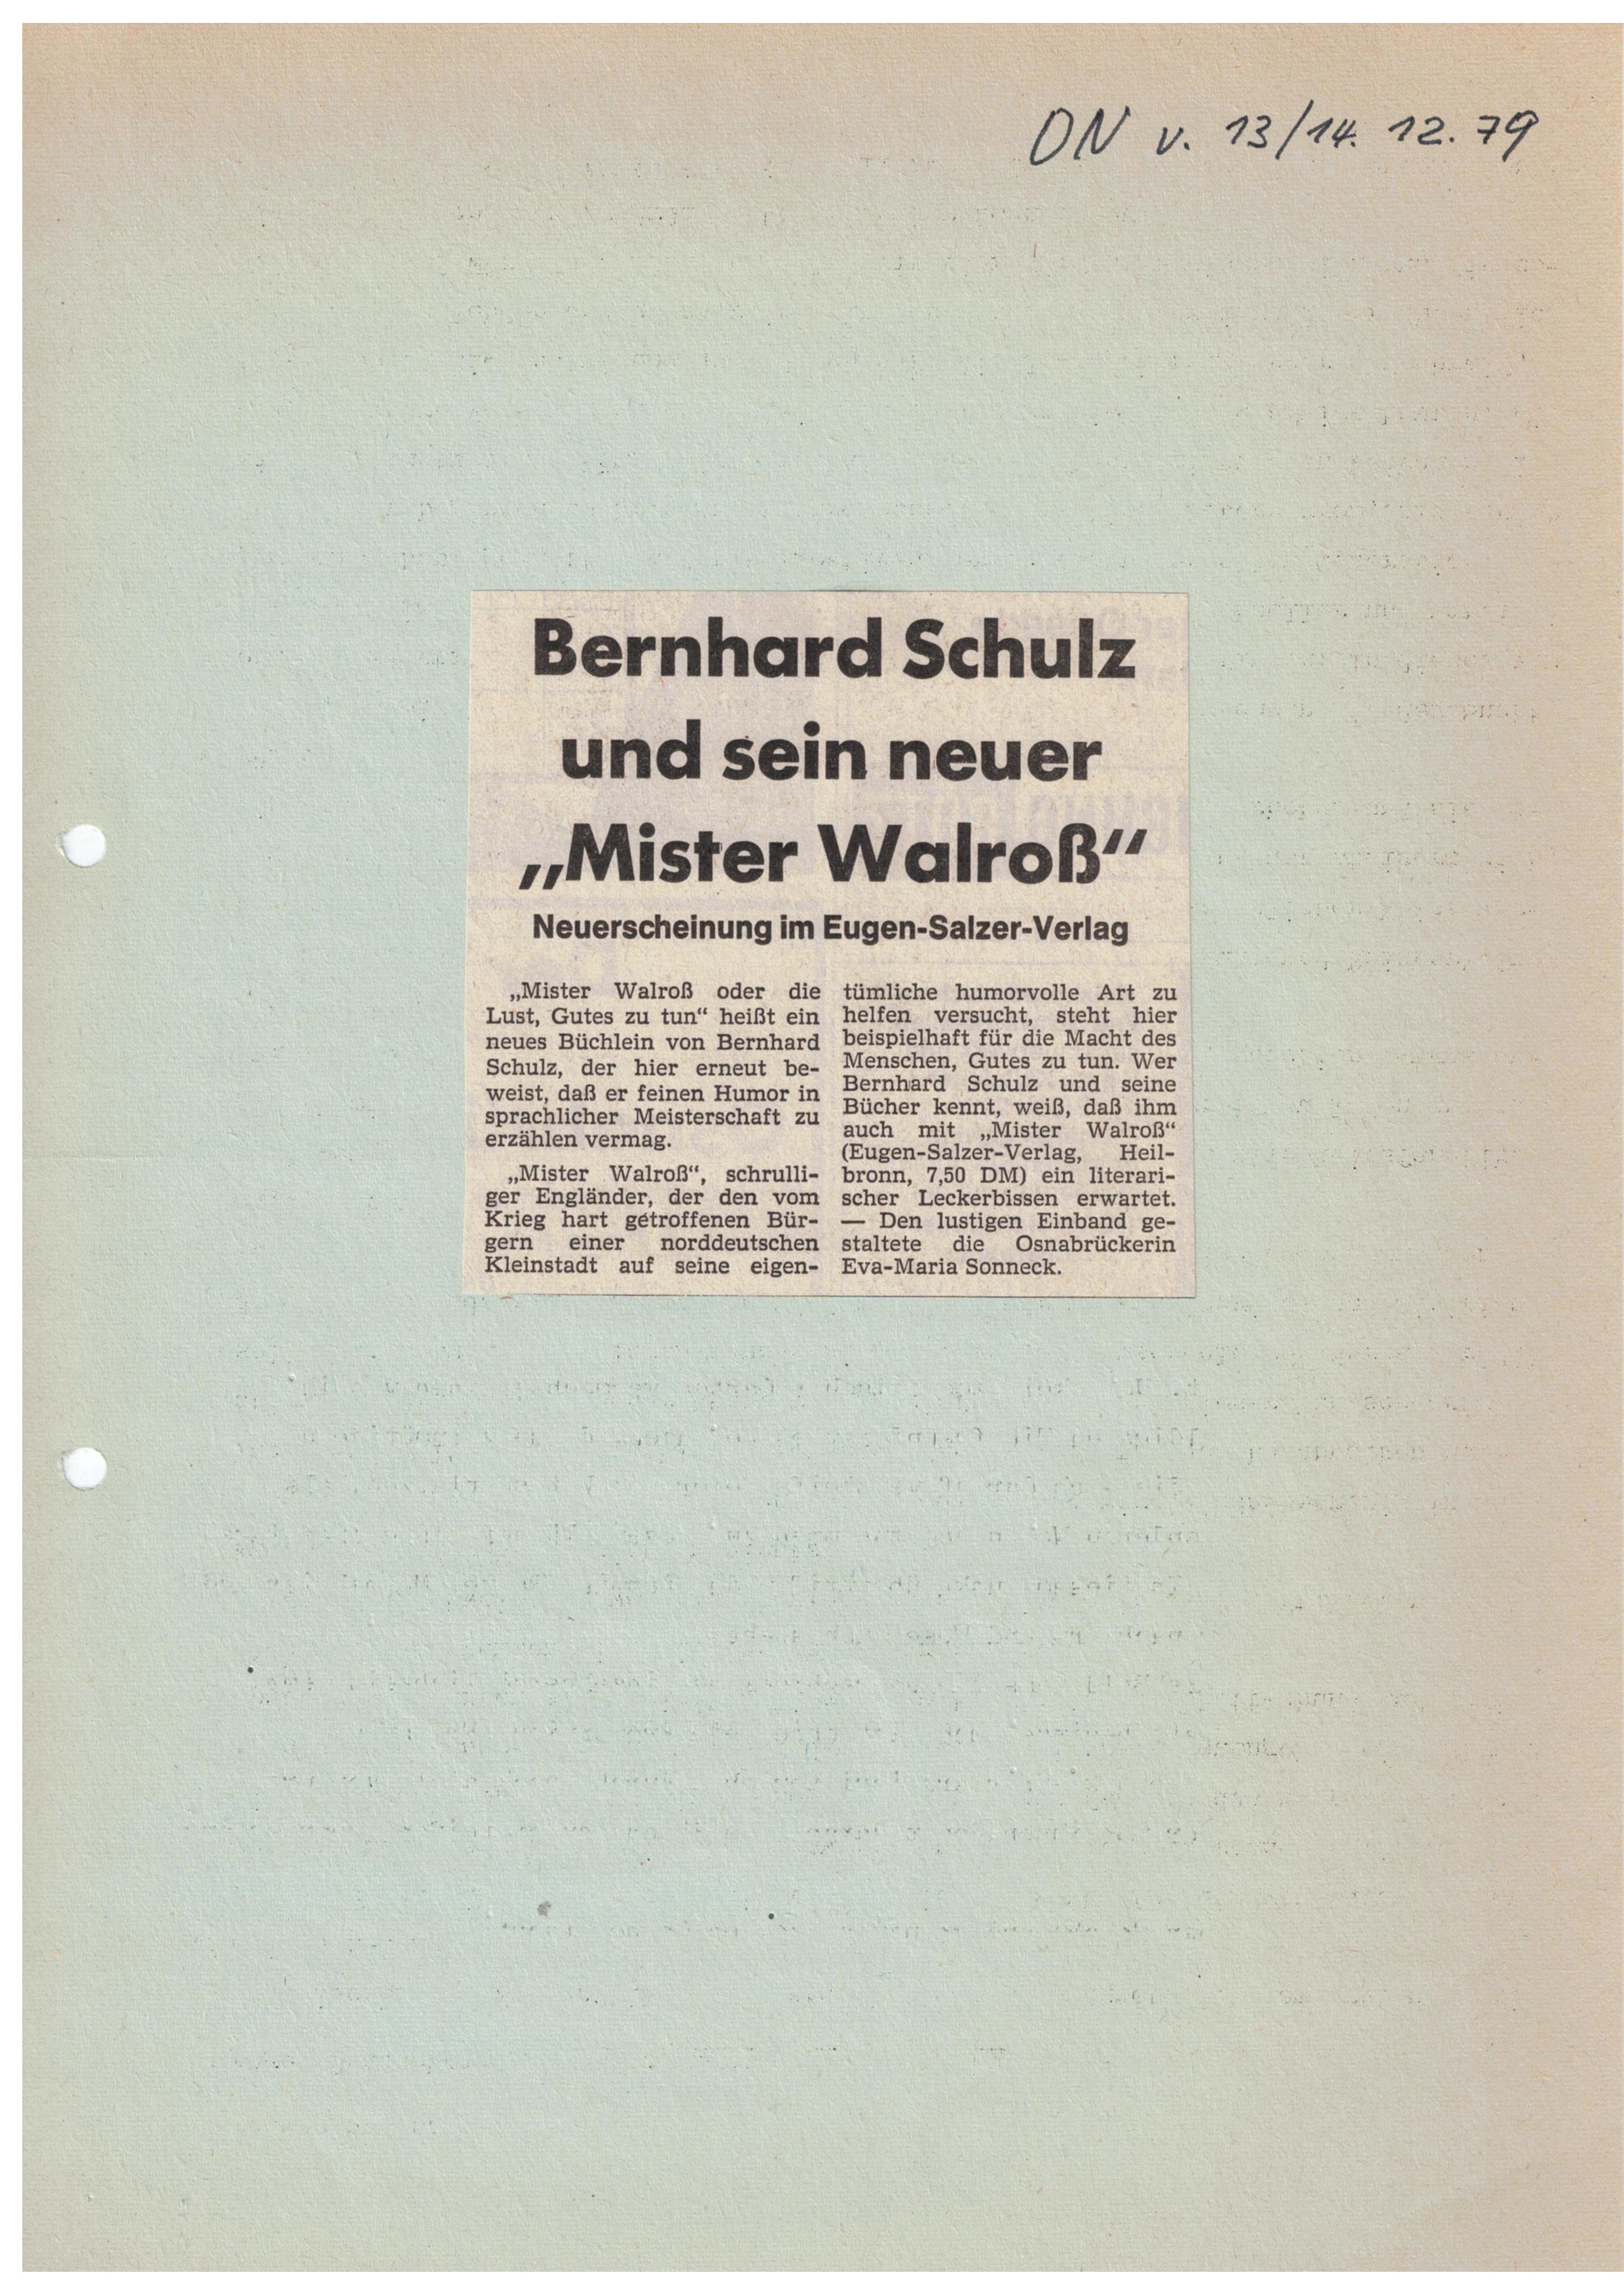 ON v. 13/14. 12. 79
Bernhard Schulz
und sein neuer
„Mister Walroß“
Neuerscheinung im Eugen-Salzer-Verlag
„Mister Walroß oder die
Lust, Gutes zu tun“ heißt ein
neues Büchlein von Bernhard
Schulz, der hier erneut be-
weist, daß er feinen Humor in
sprachlicher Meisterschaft zu
erzählen vermag.
„Mister Walroß“, schrulli-
ger Engländer, der den vom
Krieg hart getroffenen Bür-
gern einer norddeutschen
Kleinstadt auf seine eigen-
tümliche humorvolle Art zu
helfen versucht, steht hier
beispielhaft für die Macht des
Menschen, Gutes zu tun. Wer
Bernhard Schulz und seine
Bücher kennt, weiß, daß ihm
auch mit „Mister Walroß“
(Eugen-Salzer-Verlag, Heil-
bronn, 7,50 DM) ein literari-
scher Leckerbissen erwartet.
— Den lustigen Einband ge-
staltete die Osnabrückerin
Eva-Maria Sonneck.